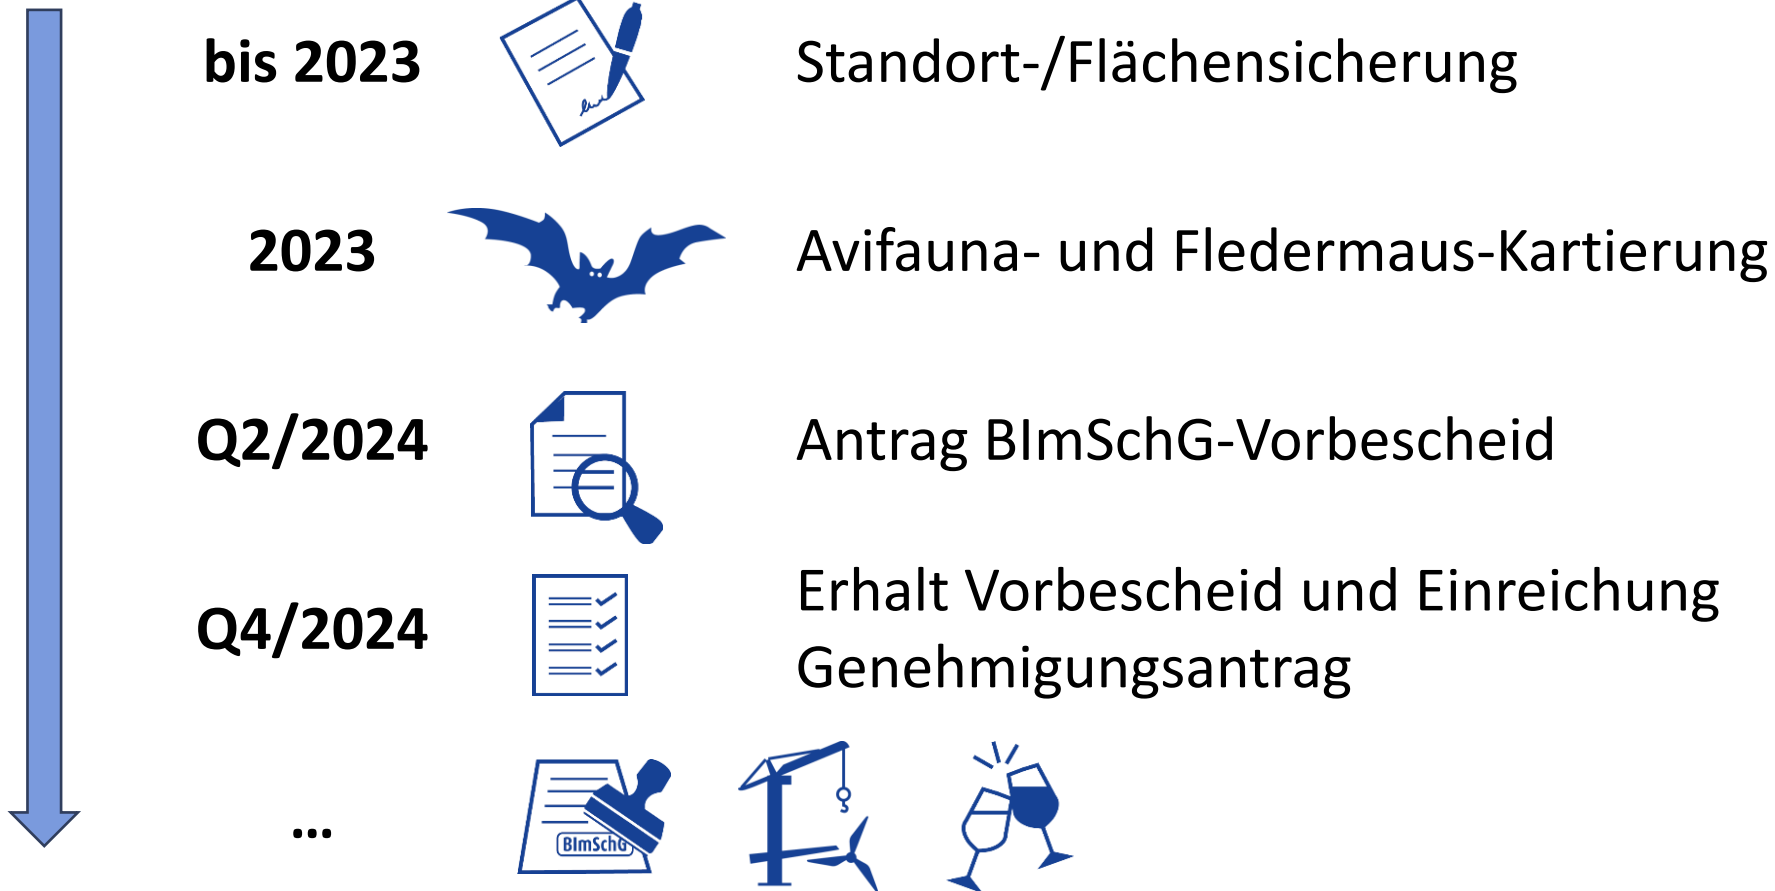 bis 2023
Standort-/Flächensicherung
2023
Avifauna- und Fledermaus-Kartierung
Q2/2024
Antrag BImSchG-Vorbescheid
Q4/2024
Erhalt Vorbescheid und Einreichung
Genehmigungsantrag
...
BImSchG